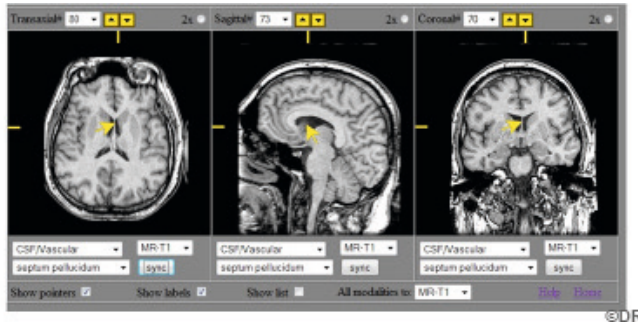 Transaxial# 80 2x Sagittal# 73 2x Coronal# 70 2x
CSF/Vascular MR-T1 CSF/Vascular MR-T1 CSF/Vascular MR-T1
septum pellucidum sync septum pellucidum sync septum pellucidum sync
Show pointers Show labels Show list All modalities to: MR-T1 Help Home
©DR